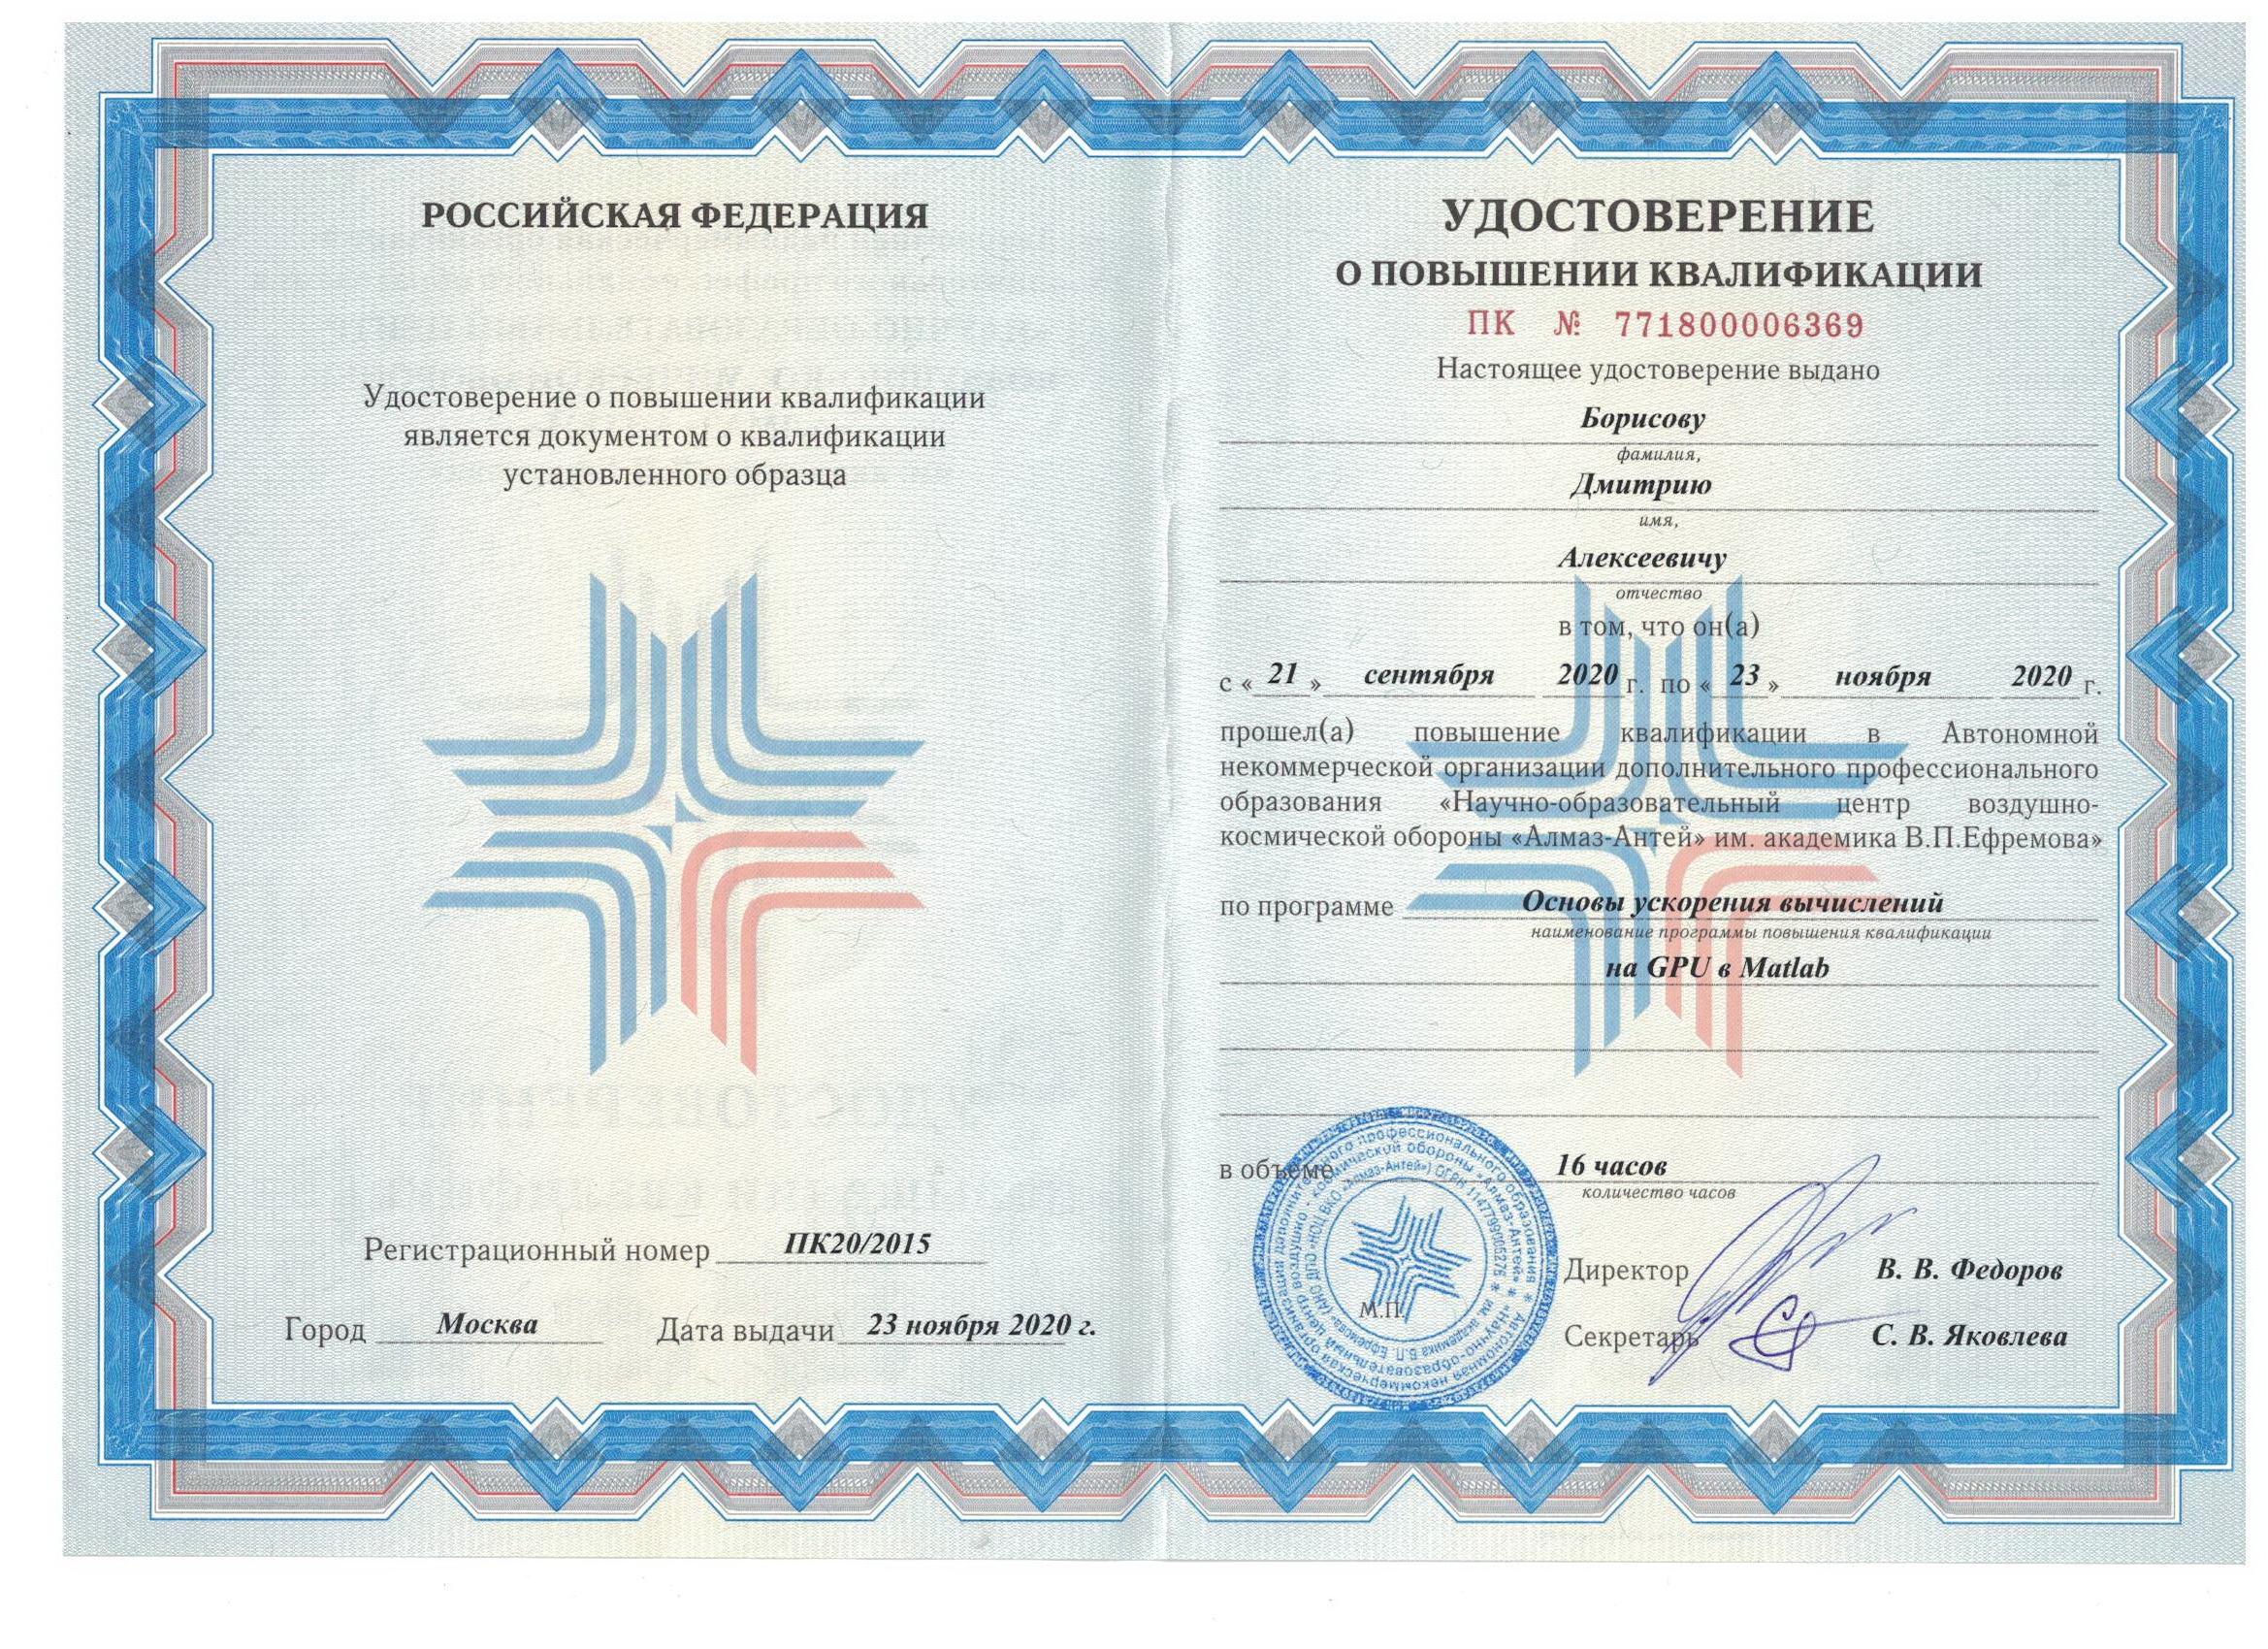 РОССИЙСКАЯ ФЕДЕРАЦИЯ
Удостоверение о повышении квалификации
является документом о квалификации
установленного образца
Регистрационный номер ПК20/2015
Город Москва Дата выдачи 23 ноября 2020 г.
УДОСТОВЕРЕНИЕ
О ПОВЫШЕНИИ КВАЛИФИКАЦИИ
ПК № 771800006369
Настоящее удостоверение выдано
Борисову
фамилия,
Дмитрию
имя,
Алексеевичу
отчество
в том, что он(а)
с « 21 » сентября 2020 г. по « 23 » ноября 2020 г.
прошел(а) повышение квалификации в Автономной
некоммерческой организации дополнительного профессионального
образования «Научно-образовательный центр воздушно-
космической обороны «Алмаз-Антей» им. академика В.П.Ефремова»
по программе Основы ускорения вычислений
наименование программы повышения квалификации
на GPU в Matlab
в объеме 16 часов
количество часов
Директор В. В. Федоров
М.П.
Секретарь С. В. Яковлева
Автономная некоммерческая организация дополнительного профессионального образования
«Научно-образовательный центр воздушно-космической обороны «Алмаз-Антей»
им. академика В.П. Ефремова» (АНО ДПО «НОЦ ВКО «Алмаз-Антей») ОГРН 1147799005276